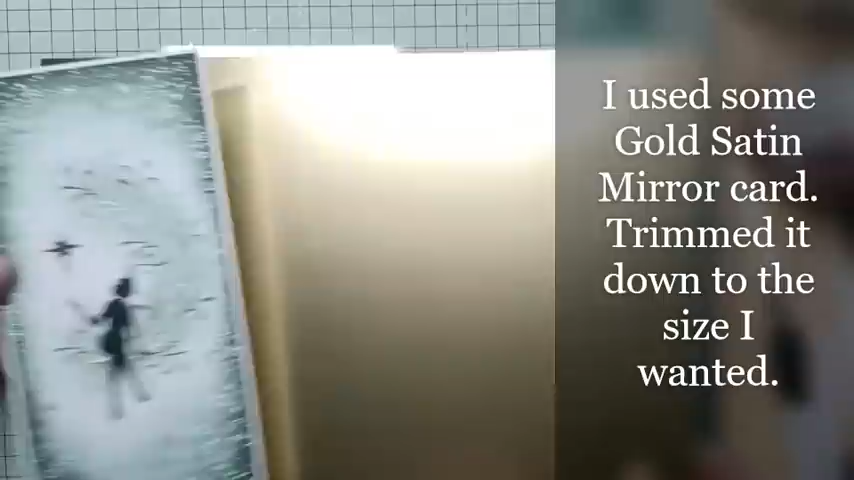 I used some
Gold Satin
Mirror card.
Trimmed it
down to the
size I
wanted.